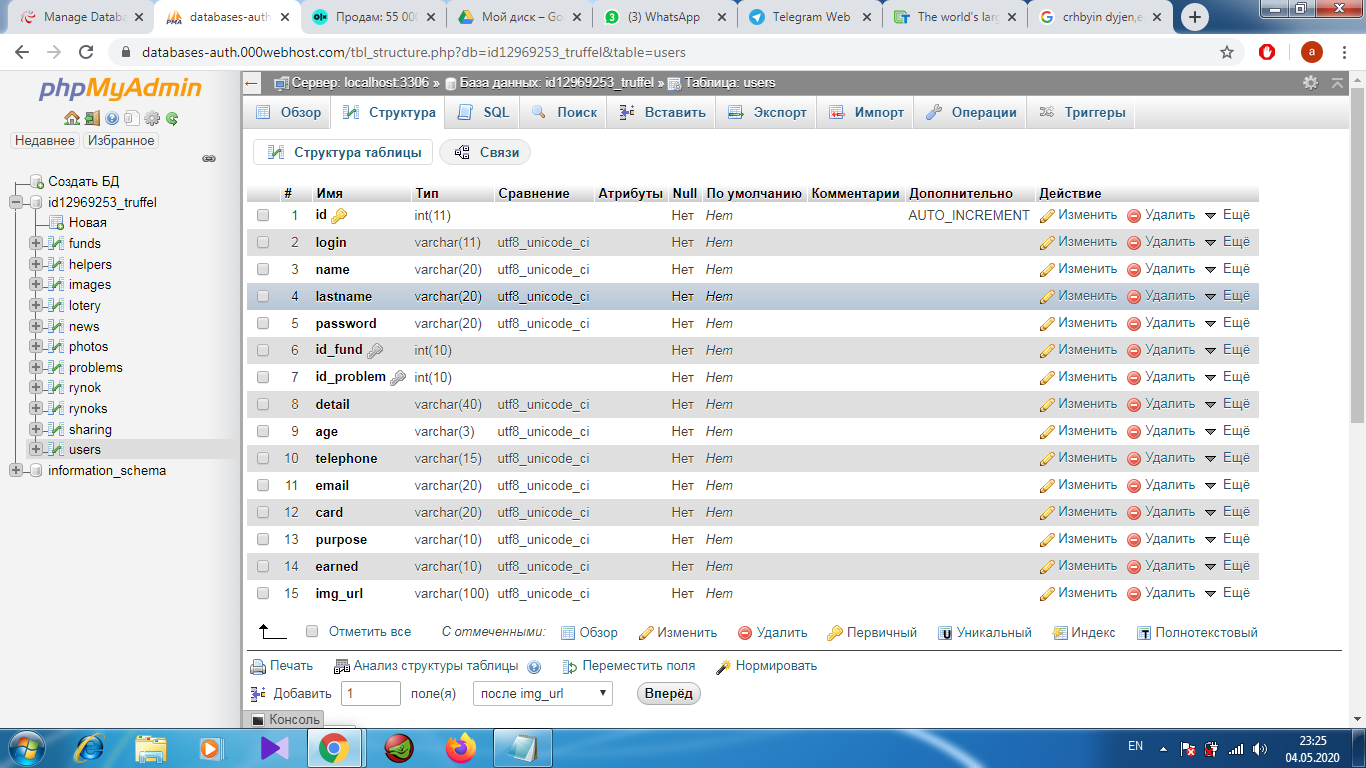 Manage Databa
databases-auth
Продам: 55 00
Мой диск – Go
(3) WhatsApp
Telegram Web
The world's larg
crhbyin dyjen,e
databases-auth.000webhost.com/tbl_structure.php?db=id12969253_truffel&table=users
a
phpMyAdmin
Недавнее Избранное
Создать БД
id12969253_truffel
Новая
funds
helpers
images
lotery
news
photos
problems
rynok
rynoks
sharing
users
information_schema
Сервер: localhost:3306 » База данных: id12969253_truffel » Таблица: users
Обзор Структура SQL Поиск Вставить Экспорт Импорт Операции Триггеры
Структура таблицы Связи
# Имя Тип Сравнение Атрибуты Null По умолчанию Комментарии Дополнительно Действие
1 id int(11) Нет Нет AUTO_INCREMENT Изменить Удалить Ещё
2 login varchar(11) utf8_unicode_ci Нет Нет Изменить Удалить Ещё
3 name varchar(20) utf8_unicode_ci Нет Нет Изменить Удалить Ещё
4 lastname varchar(20) utf8_unicode_ci Нет Нет Изменить Удалить Ещё
5 password varchar(20) utf8_unicode_ci Нет Нет Изменить Удалить Ещё
6 id_fund int(10) Нет Нет Изменить Удалить Ещё
7 id_problem int(10) Нет Нет Изменить Удалить Ещё
8 detail varchar(40) utf8_unicode_ci Нет Нет Изменить Удалить Ещё
9 age varchar(3) utf8_unicode_ci Нет Нет Изменить Удалить Ещё
10 telephone varchar(15) utf8_unicode_ci Нет Нет Изменить Удалить Ещё
11 email varchar(20) utf8_unicode_ci Нет Нет Изменить Удалить Ещё
12 card varchar(20) utf8_unicode_ci Нет Нет Изменить Удалить Ещё
13 purpose varchar(10) utf8_unicode_ci Нет Нет Изменить Удалить Ещё
14 earned varchar(10) utf8_unicode_ci Нет Нет Изменить Удалить Ещё
15 img_url varchar(100) utf8_unicode_ci Нет Нет Изменить Удалить Ещё
Отметить все С отмеченными: Обзор Изменить Удалить Первичный Уникальный Индекс Полнотекстовый
Печать Анализ структуры таблицы Переместить поля Нормировать
Добавить 1 поле(я) после img_url Вперёд
Консоль
EN
23:25
04.05.2020